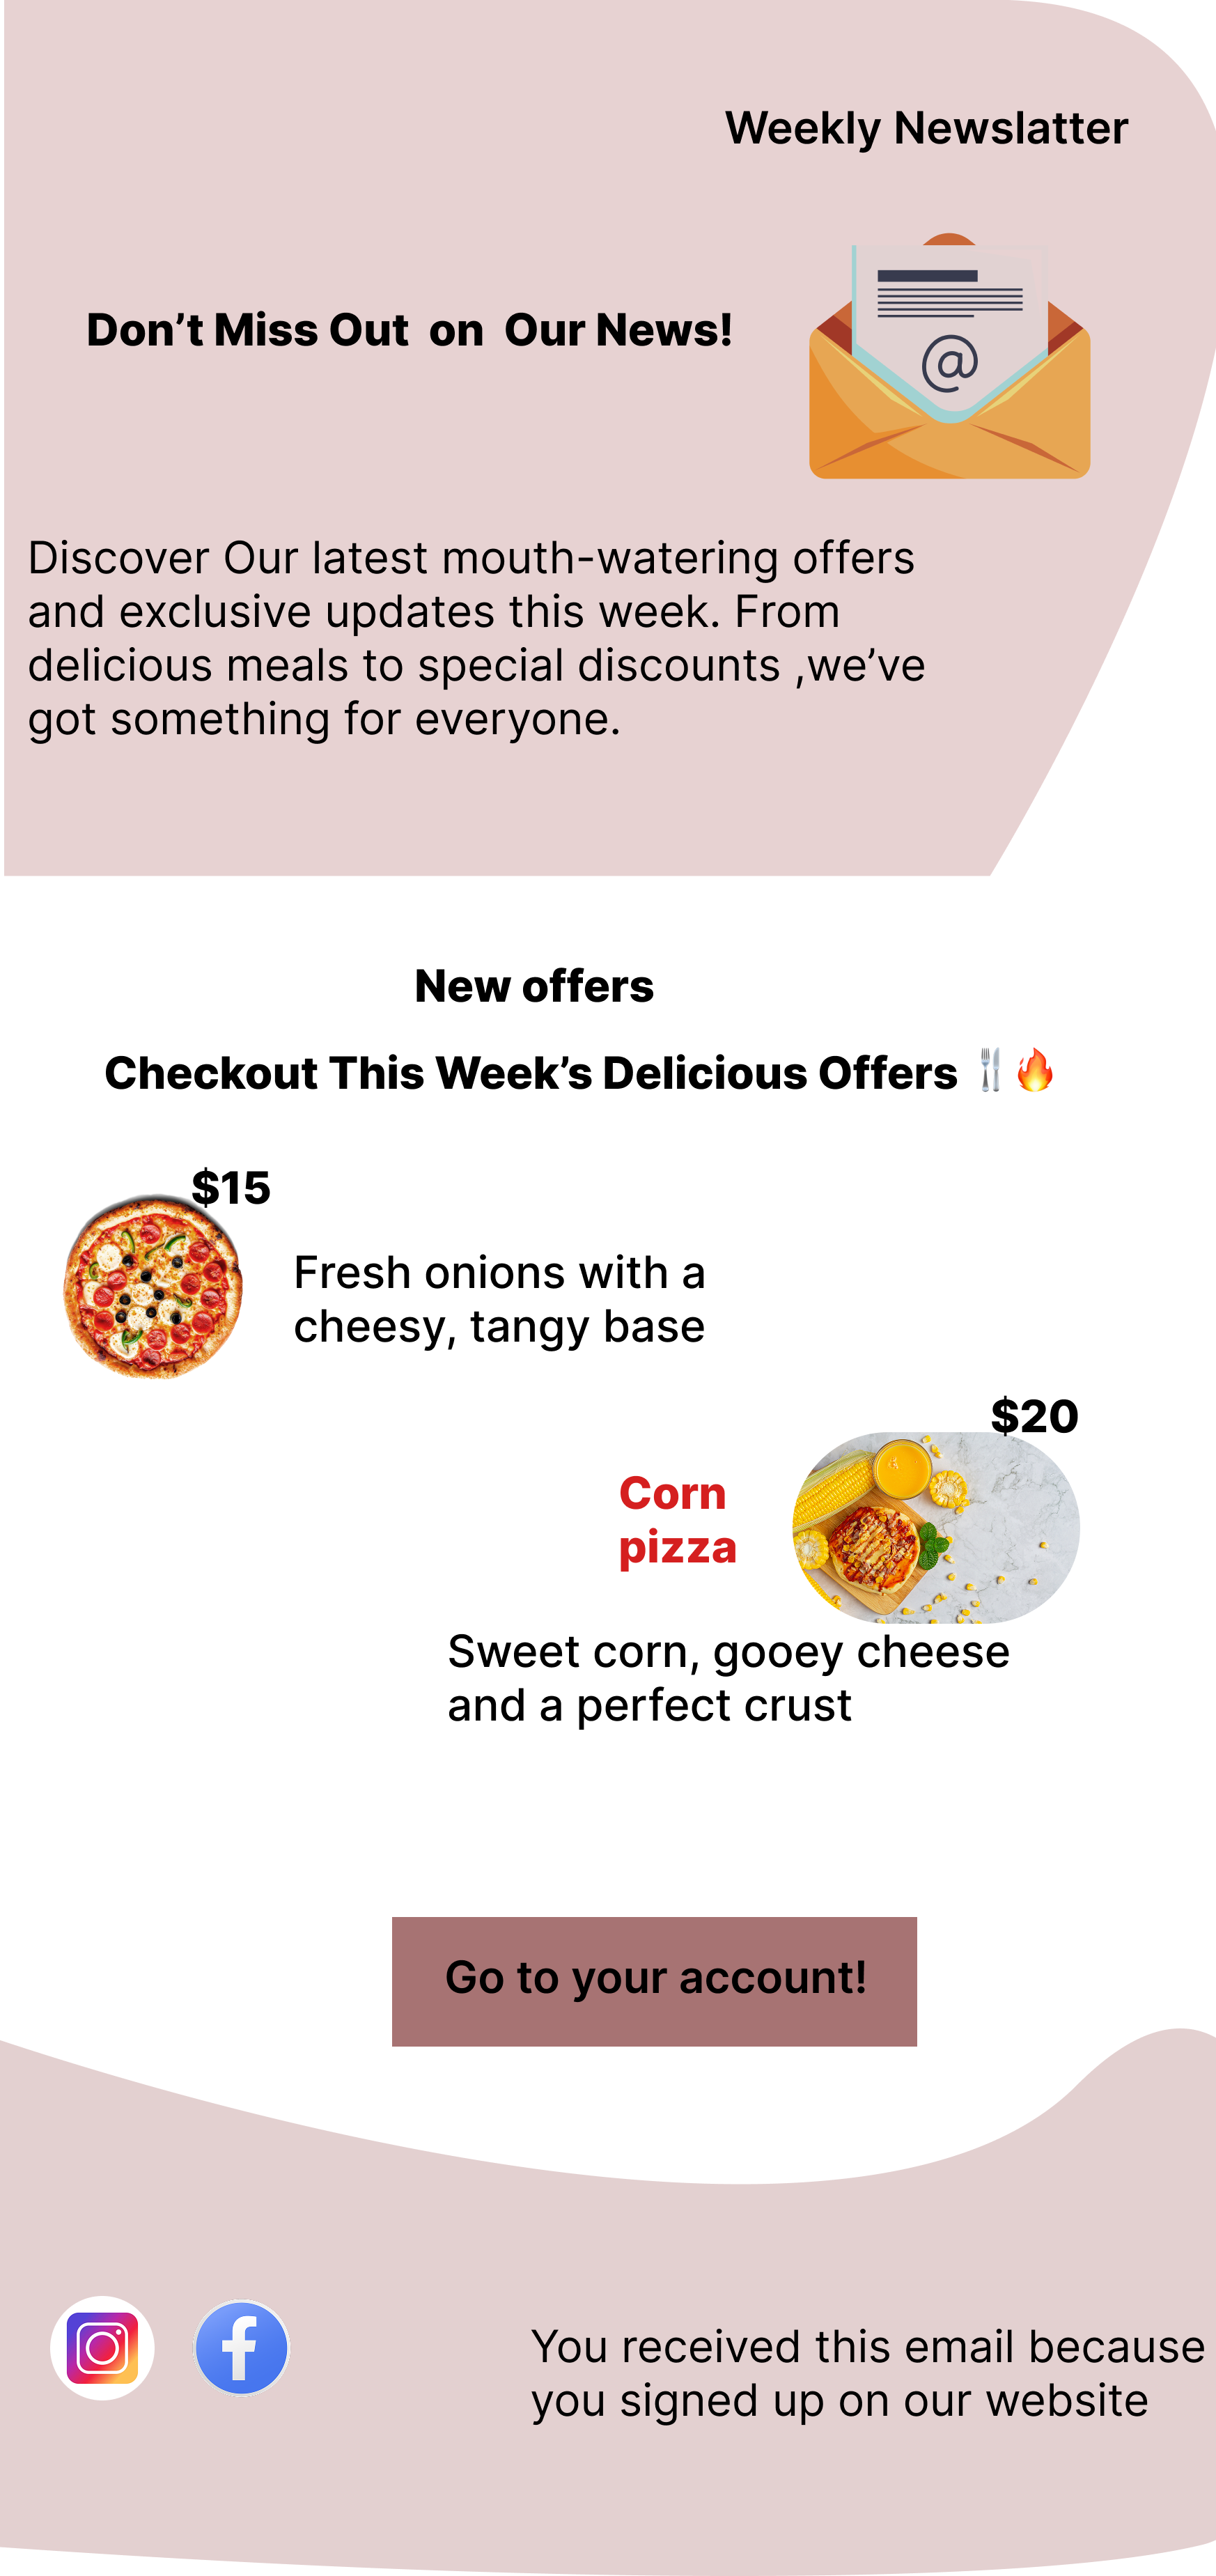 Weekly Newslatter
Don’t Miss Out on Our News!
@
Discover Our latest mouth-watering offers
and exclusive updates this week. From
delicious meals to special discounts ,we’ve
got something for everyone.
New offers
Checkout This Week’s Delicious Offers 🍴🔥
$15
Fresh onions with a
cheesy, tangy base
$20
Corn
pizza
Sweet corn, gooey cheese
and a perfect crust
Go to your account!
f
You received this email because
you signed up on our website